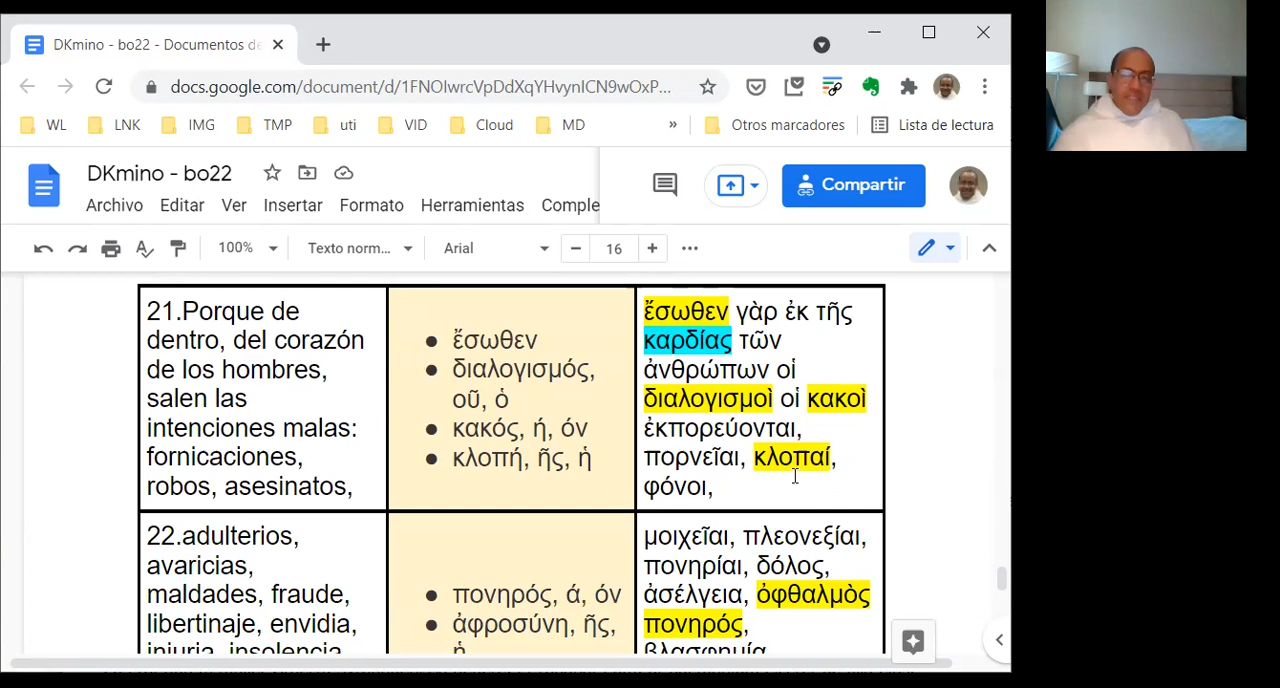 DKmino - bo22 - Documentos de
docs.google.com/document/d/1FNOIwrcVpDdXqYHvynICN9wOxP...
WL LNK IMG TMP uti VID Cloud MD » Otros marcadores Lista de lectura
DKmino - bo22
Compartir
Archivo Editar Ver Insertar Formato Herramientas Comple
100% Texto norm... Arial 16
21.Porque de
dentro, del corazón
de los hombres,
salen las
intenciones malas:
fornicaciones,
robos, asesinatos,
ἔσωθεν
διαλογισμός,
οῦ, ὁ
κακός, ή, όν
κλοπή, ῆς, ἡ
ἔσωθεν γὰρ ἐκ τῆς
καρδίας τῶν
ἀνθρώπων οἱ
διαλογισμοὶ οἱ κακοὶ
ἐκπορεύονται,
πορνεῖαι, κλοπαί,
φόνοι,
22.adulterios,
avaricias,
maldades, fraude,
libertinaje, envidia,
injuria, insolencia
πονηρός, ά, όν
ἀφροσύνη, ῆς,
ἡ
μοιχεῖαι, πλεονεξίαι,
πονηρίαι, δόλος,
ἀσέλγεια, ὀφθαλμὸς
πονηρός,
βλασφημία